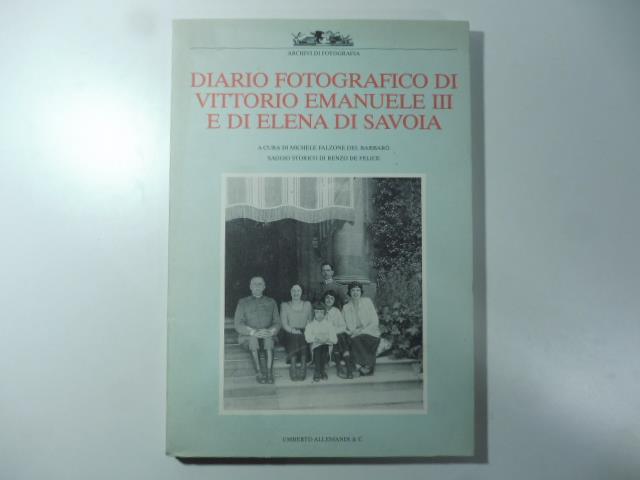 ARCHIVI DI FOTOGRAFIA
DIARIO FOTOGRAFICO DI
VITTORIO EMANUELE III
E DI ELENA DI SAVOIA
A CURA DI MICHELE FALZONE DEL BARBARÒ
SAGGIO STORICO DI RENZO DE FELICE
UMBERTO ALLEMANDI & C.